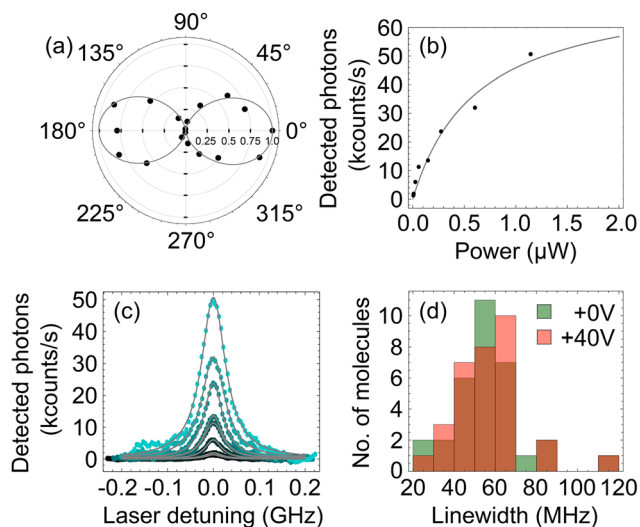 (a)
90°
135°
45°
180°
0°
0.25 0.5 0.75 1.0
225°
315°
270°
(b)
Detected photons
(kcounts/s)
60
50
40
30
20
10
0
0.0 0.5 1.0 1.5 2.0
Power (μW)
(c)
Detected photons
(kcounts/s)
50
40
30
20
10
0
-0.2 -0.1 0.0 0.1 0.2
Laser detuning (GHz)
(d)
+0V
+40V
No. of molecules
10
8
6
4
2
0
20 40 60 80 100 120
Linewidth (MHz)